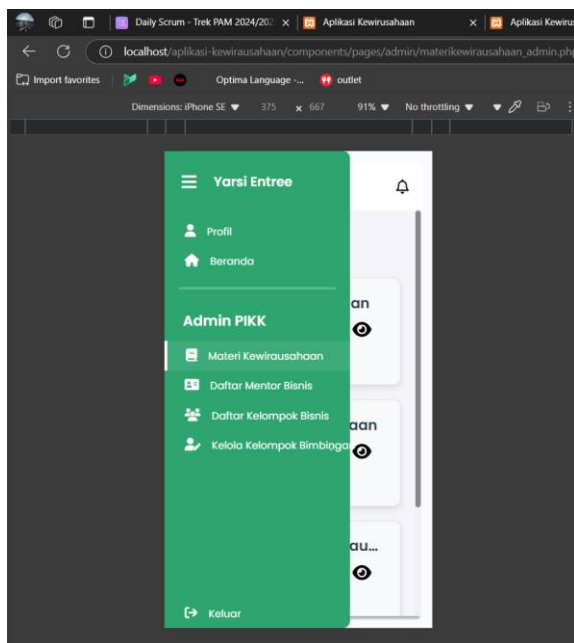 Daily Scrum - Trek PAM 2024/202
Aplikasi Kewirausahaan
Aplikasi Kewirus
localhost/aplikasi-kewirausahaan/components/pages/admin/materikewirausahaan_admin.php
Import favorites
Optima Language -...
outlet
Dimensions: iPhone SE ▼ 375 x 667 91% ▼ No throttling ▼
Yarsi Entree
Profil
Beranda
an
Admin PIKK
Materi Kewirausahaan
Daftar Mentor Bisnis
Daftar Kelompok Bisnis
aan
Kelola Kelompok Bimbinga
au...
Keluar